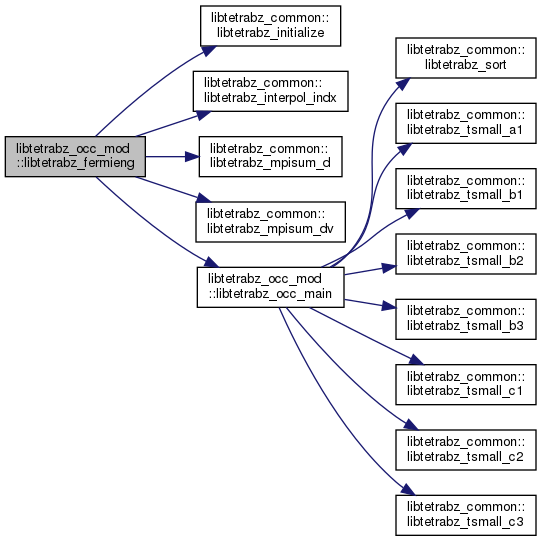 libtetrabz_occ_mod
::libtetrabz_fermieng
libtetrabz_common::
libtetrabz_initialize
libtetrabz_common::
libtetrabz_interpol_indx
libtetrabz_common::
libtetrabz_mpisum_d
libtetrabz_common::
libtetrabz_mpisum_dv
libtetrabz_occ_mod
::libtetrabz_occ_main
libtetrabz_common::
libtetrabz_sort
libtetrabz_common::
libtetrabz_tsmall_a1
libtetrabz_common::
libtetrabz_tsmall_b1
libtetrabz_common::
libtetrabz_tsmall_b2
libtetrabz_common::
libtetrabz_tsmall_b3
libtetrabz_common::
libtetrabz_tsmall_c1
libtetrabz_common::
libtetrabz_tsmall_c2
libtetrabz_common::
libtetrabz_tsmall_c3